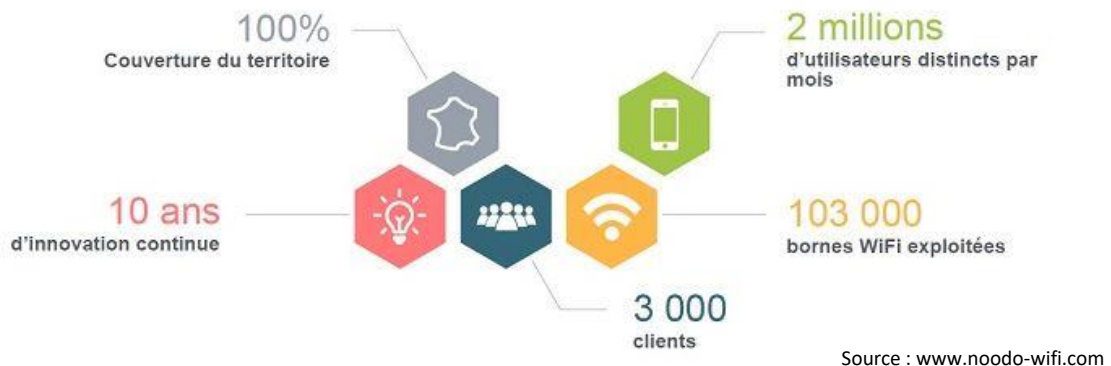 100%
Couverture du territoire
2 millions
d'utilisateurs distincts par
mois
10 ans
d'innovation continue
103 000
bornes WiFi exploitées
3 000
clients
Source : www.noodo-wifi.com